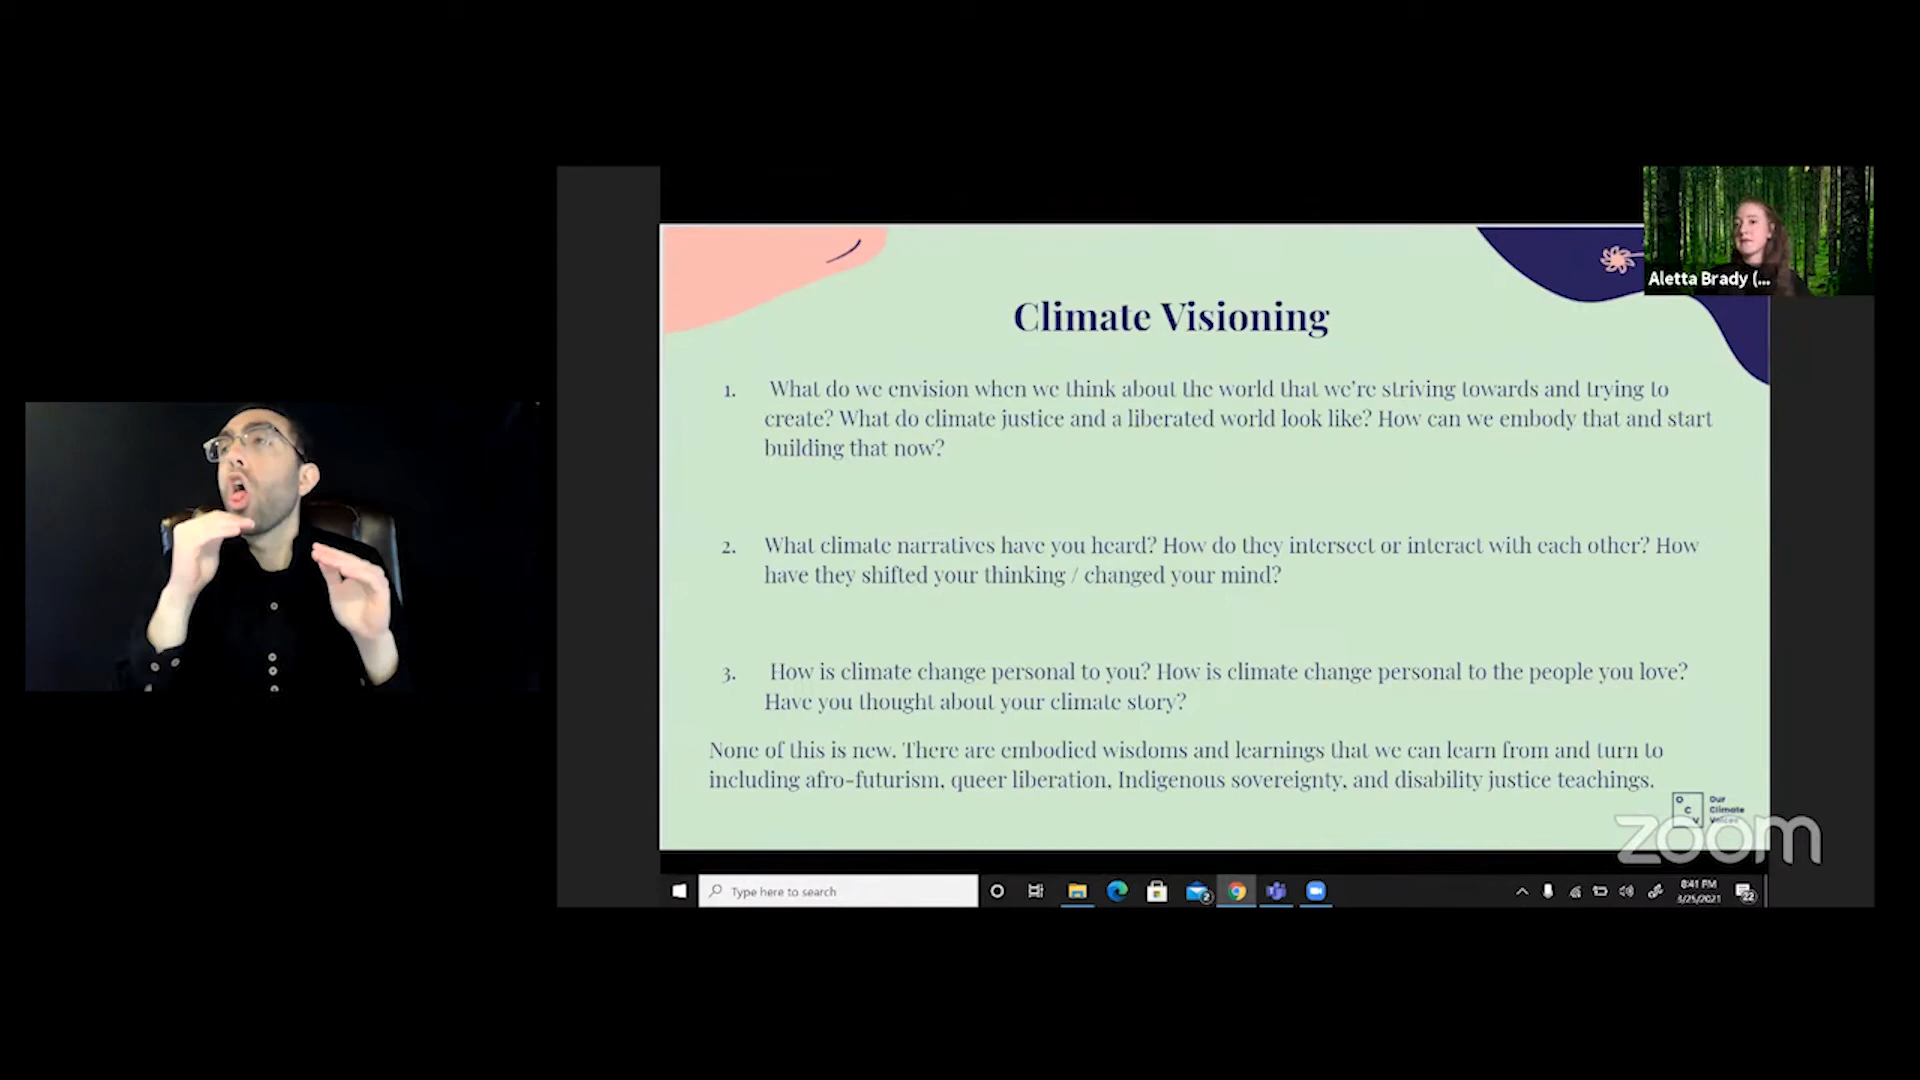 Aletta Brady (...
Climate Visioning
1. What do we envision when we think about the world that we're striving towards and trying to
create? What do climate justice and a liberated world look like? How can we embody that and start
building that now?
2. What climate narratives have you heard? How do they intersect or interact with each other? How
have they shifted your thinking / changed your mind?
3. How is climate change personal to you? How is climate change personal to the people you love?
Have you thought about your climate story?
None of this is new. There are embodied wisdoms and learnings that we can learn from and turn to
including afro-futurism, queer liberation, Indigenous sovereignty, and disability justice teachings.
O
C
V
Our
Climate
Voices
zoom
Type here to search
2
8:41 PM
3/25/2021
22